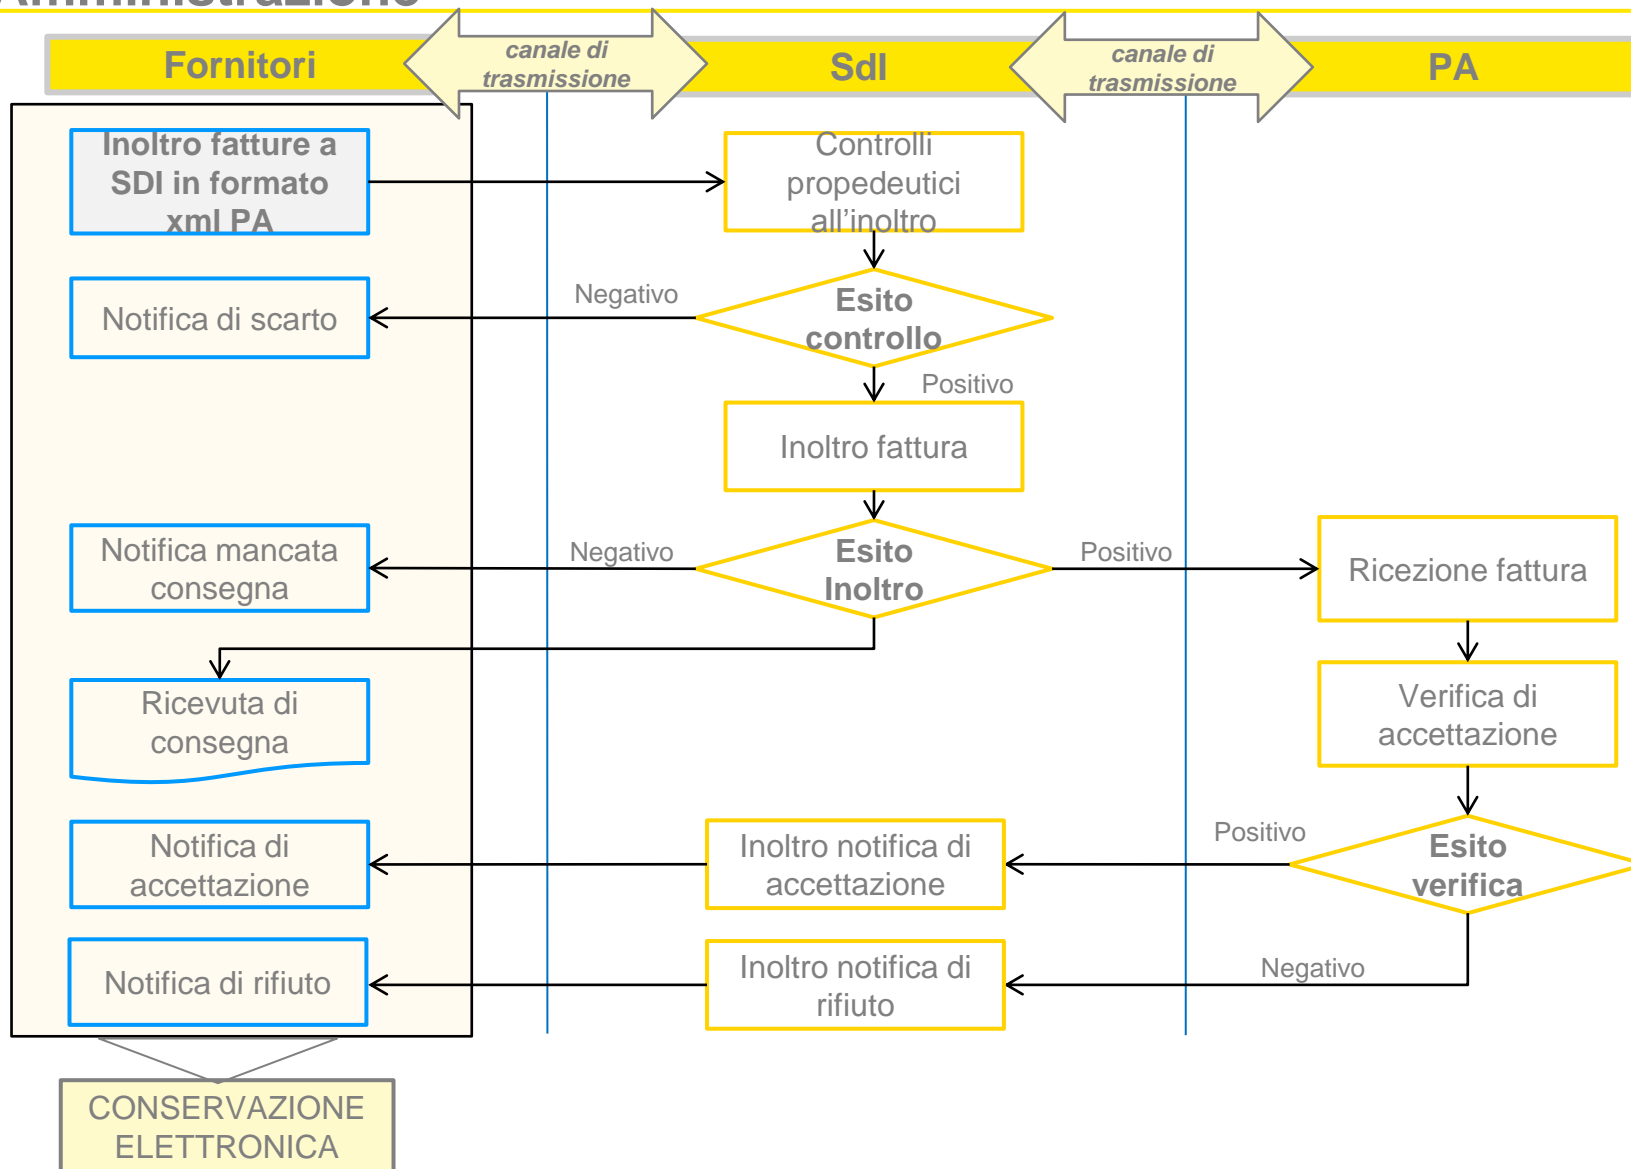 Amministrazione
Fornitori
canale di
trasmissione
SdI
canale di
trasmissione
PA
Inoltro fatture a
SDI in formato
xml PA
Controlli
propedeutici
all'inoltro
Notifica di scarto
Negativo
Esito
controllo
Positivo
Inoltro fattura
Notifica mancata
consegna
Negativo
Esito
Inoltro
Positivo
Ricezione fattura
Ricevuta di
consegna
Verifica di
accettazione
Notifica di
accettazione
Inoltro notifica di
accettazione
Positivo
Esito
verifica
Notifica di rifiuto
Inoltro notifica di
rifiuto
Negativo
CONSERVAZIONE
ELETTRONICA